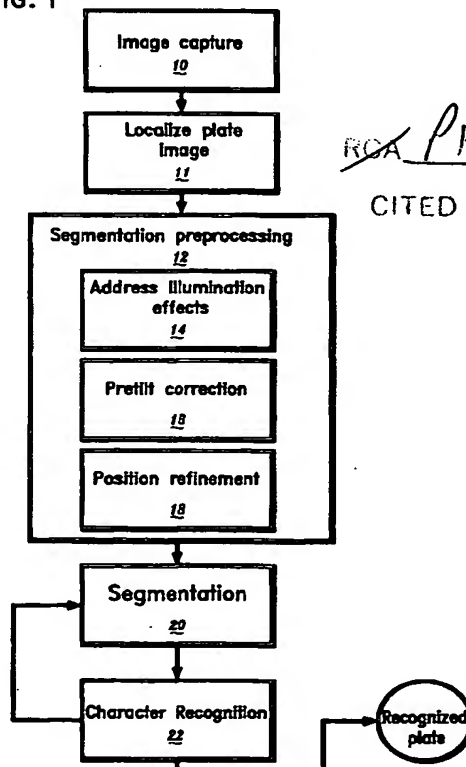 FIG. 1
Image capture
10
Localize plate
image
11
CITED
Segmentation preprocessing
12
Address illumination
effects
14
Pretilt correction
18
Position refinement
18
Segmentation
20
Character Recognition
22
Recognized
plate